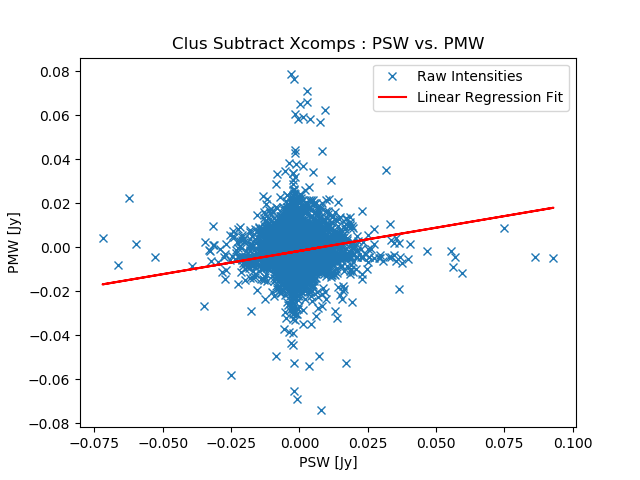 Clus Subtract Xcomps : PSW vs. PMW
Raw Intensities
Linear Regression Fit
0.08
0.06
0.04
0.02
0.00
−0.02
−0.04
−0.06
−0.08
PMW [Jy]
−0.075 −0.050 −0.025 0.000 0.025 0.050 0.075 0.100
PSW [Jy]